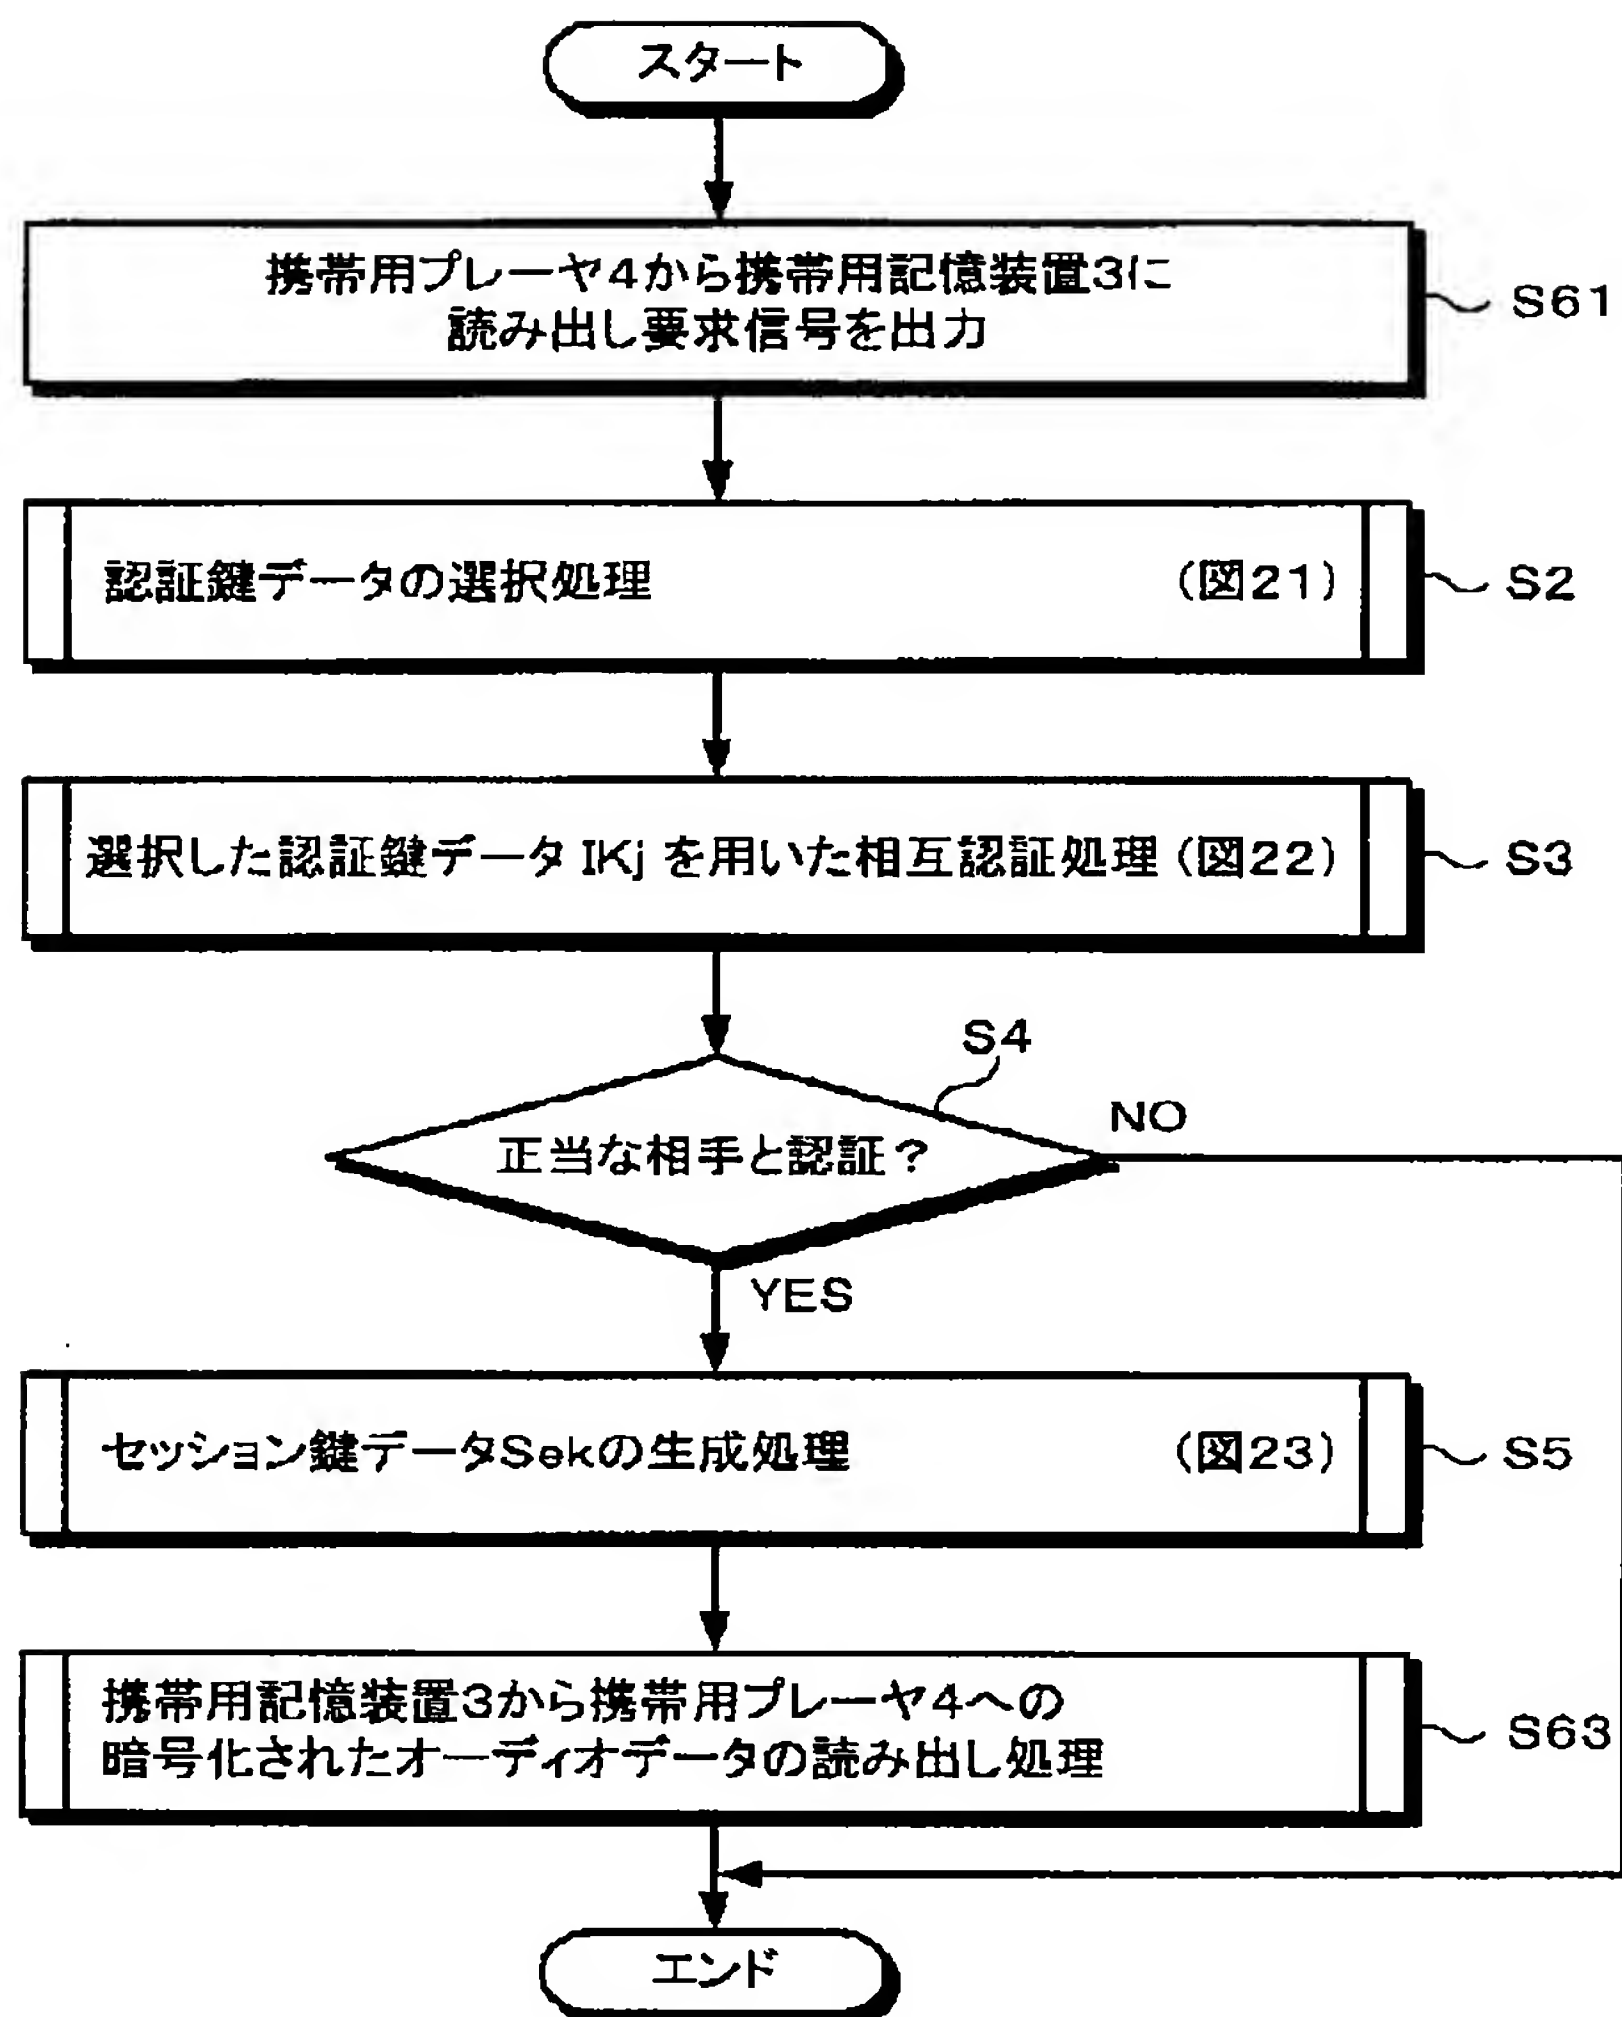 スタート
携帯用プレーヤ4から携帯用記憶装置3に
読み出し要求信号を出力
S61
認証鍵データの選択処理 (図21)
S2
選択した認証鍵データ IKj を用いた相互認証処理 (図22)
S3
S4
正当な相手と認証?
NO
YES
セッション鍵データSekの生成処理 (図23)
S5
携帯用記憶装置3から携帯用プレーヤ4への
暗号化されたオーディオデータの読み出し処理
S63
エンド